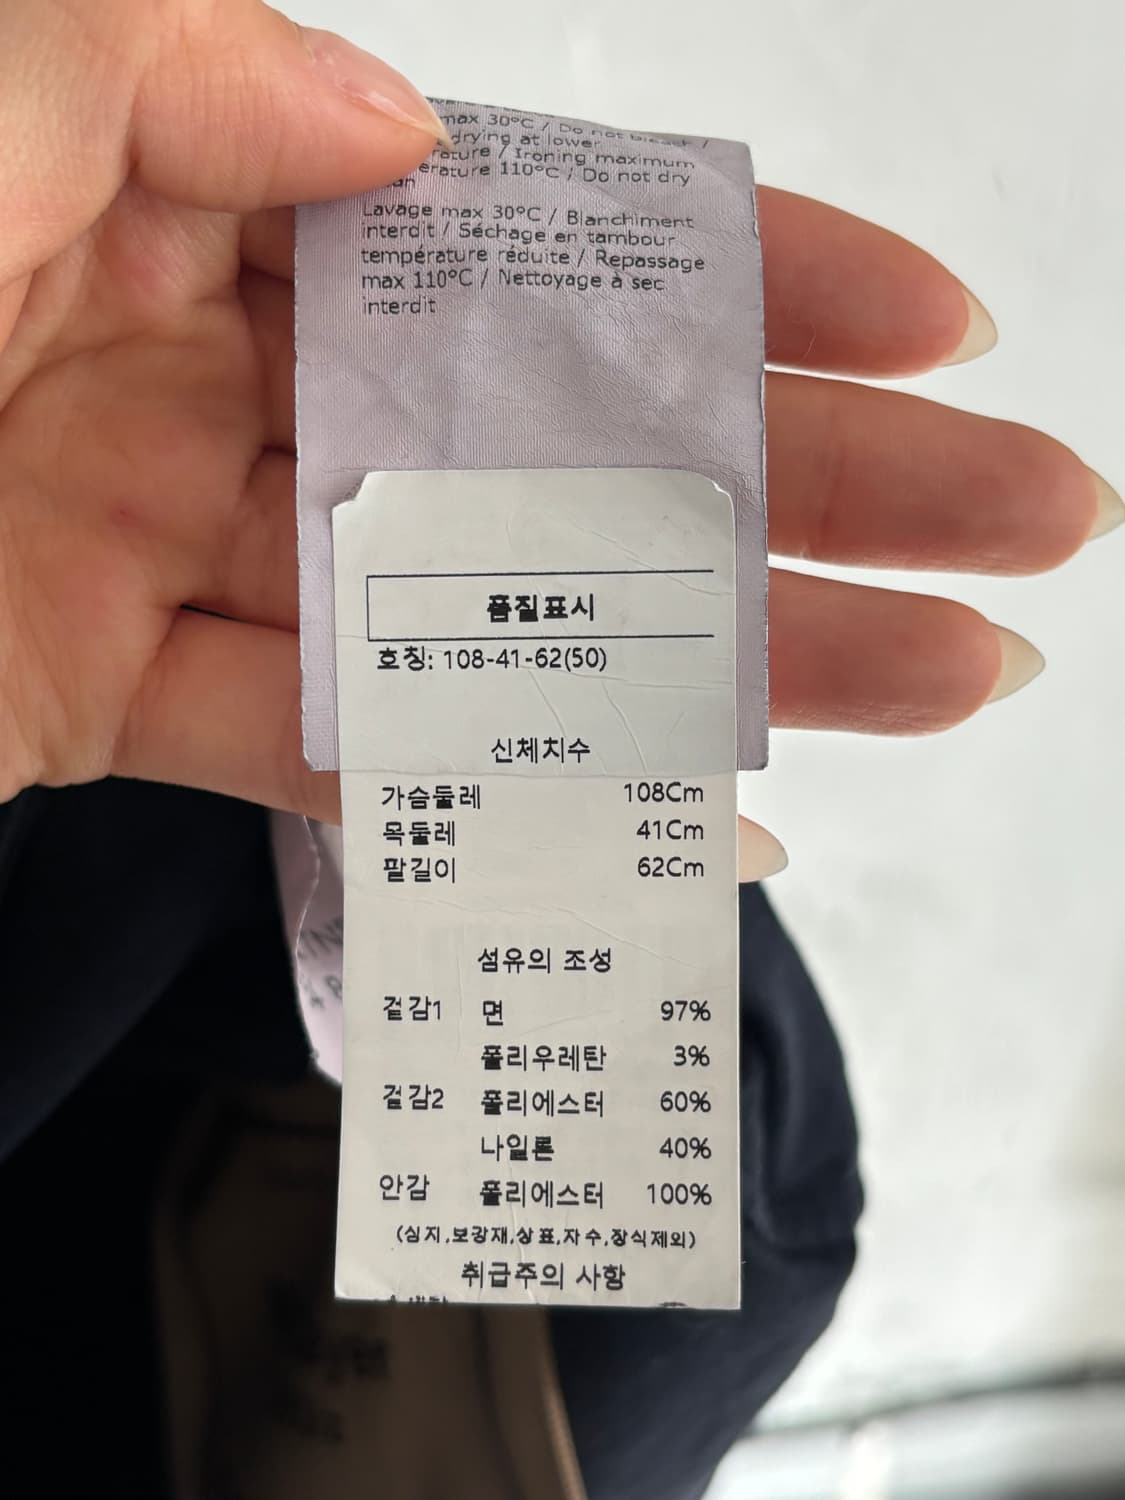 max 30°C / Do not bleach /
drying at lower
rature / Ironing maximum
erature 110°C / Do not dry
an
Lavage max 30°C / Blanchiment
interdit / Séchage en tambour
température réduite / Repassage
max 110°C / Nettoyage à sec
interdit
품질표시
호칭: 108-41-62(50)
신체치수
가슴둘레 108Cm
목둘레 41Cm
팔길이 62Cm
섬유의 조성
겉감1 면 97%
폴리우레탄 3%
겉감2 폴리에스터 60%
나일론 40%
안감 폴리에스터 100%
(심지,보강재,상표,자수,장식제외)
취급주의 사항